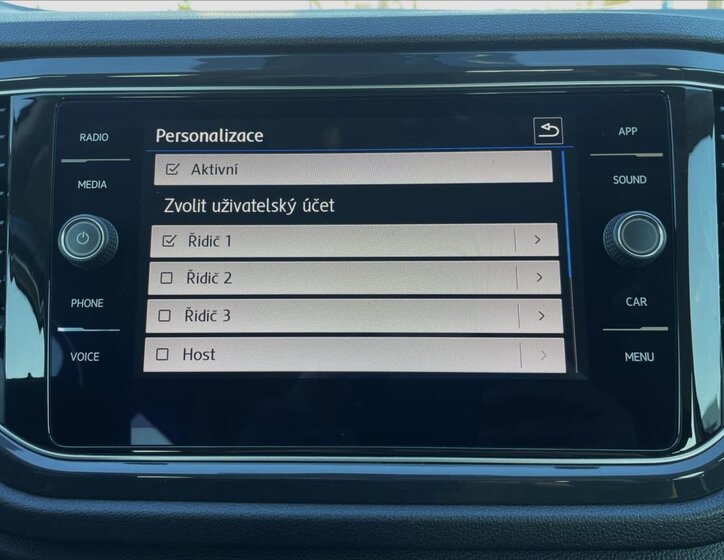 RADIO
MEDIA
PHONE
VOICE
Personalizace
Aktivní
Zvolit uživatelský účet
Řidič 1
Řidič 2
Řidič 3
Host
APP
SOUND
CAR
MENU